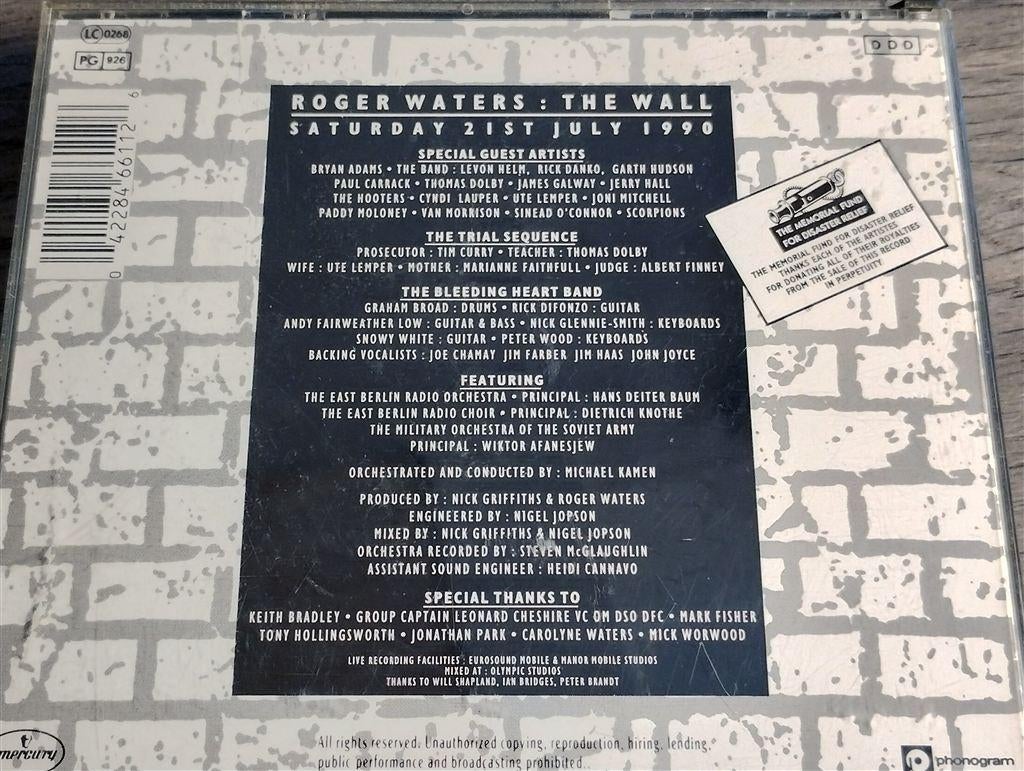 LC 0268
PG 926
DDD
6
0 42284 66112
ROGER WATERS : THE WALL
SATURDAY 21ST JULY 1990
SPECIAL GUEST ARTISTS
BRYAN ADAMS • THE BAND : LEVON HELM, RICK DANKO, GARTH HUDSON
PAUL CARRACK • THOMAS DOLBY • JAMES GALWAY • JERRY HALL
THE HOOTERS • CYNDI LAUPER • UTE LEMPER • JONI MITCHELL
PADDY MOLONEY • VAN MORRISON • SINEAD O'CONNOR • SCORPIONS
THE TRIAL SEQUENCE
PROSECUTOR : TIM CURRY • TEACHER : THOMAS DOLBY
WIFE : UTE LEMPER • MOTHER : MARIANNE FAITHFULL • JUDGE : ALBERT FINNEY
THE BLEEDING HEART BAND
GRAHAM BROAD : DRUMS • RICK DIFONZO : GUITAR
ANDY FAIRWEATHER LOW : GUITAR & BASS • NICK GLENNIE-SMITH : KEYBOARDS
SNOWY WHITE : GUITAR • PETER WOOD : KEYBOARDS
BACKING VOCALISTS : JOE CHAMAY JIM FARBER JIM HAAS JOHN JOYCE
FEATURING
THE EAST BERLIN RADIO ORCHESTRA • PRINCIPAL : HANS DEITER BAUM
THE EAST BERLIN RADIO CHOIR • PRINCIPAL : DIETRICH KNOTHE
THE MILITARY ORCHESTRA OF THE SOVIET ARMY
PRINCIPAL : WIKTOR AFANESJEW
ORCHESTRATED AND CONDUCTED BY : MICHAEL KAMEN
PRODUCED BY : NICK GRIFFITHS & ROGER WATERS
ENGINEERED BY : NIGEL JOPSON
MIXED BY : NICK GRIFFITHS & NIGEL JOPSON
ORCHESTRA RECORDED BY : STEVEN McGLAUGHLIN
ASSISTANT SOUND ENGINEER : HEIDI CANNAVO
SPECIAL THANKS TO
KEITH BRADLEY • GROUP CAPTAIN LEONARD CHESHIRE VC OM DSO DFC • MARK FISHER
TONY HOLLINGSWORTH • JONATHAN PARK • CAROLYNE WATERS • MICK WORWOOD
LIVE RECORDING FACILITIES : EUROSOUND MOBILE & MANOR MOBILE STUDIOS
MIXED AT : OLYMPIC STUDIOS
THANKS TO WILL SHAPLAND, IAN BRIDGES, PETER BRANDT
THE MEMORIAL FUND
FOR DISASTER RELIEF
THE MEMORIAL FUND FOR DISASTER RELIEF
THANKS EACH OF THE ARTISTES
FOR DONATING ALL OF THEIR ROYALTIES
FROM THE SALE OF THIS RECORD
IN PERPETUITY
mercury
All rights reserved. Unauthorized copying, reproduction, hiring, lending,
public performance and broadcasting prohibited.
phonogram